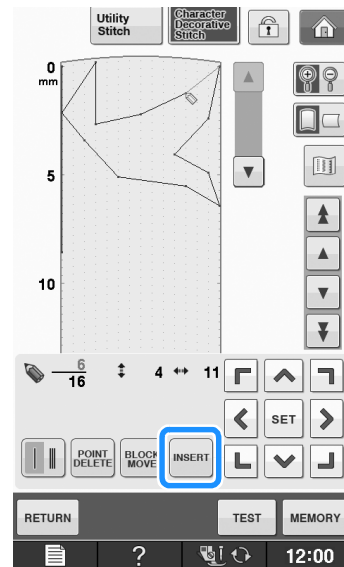 Utility
Stitch
Character
Decorative
Stitch
0
mm
5
10
6
16
4
11
SET
POINT
DELETE
BLOCK
MOVE
INSERT
RETURN
TEST
MEMORY
?
12:00